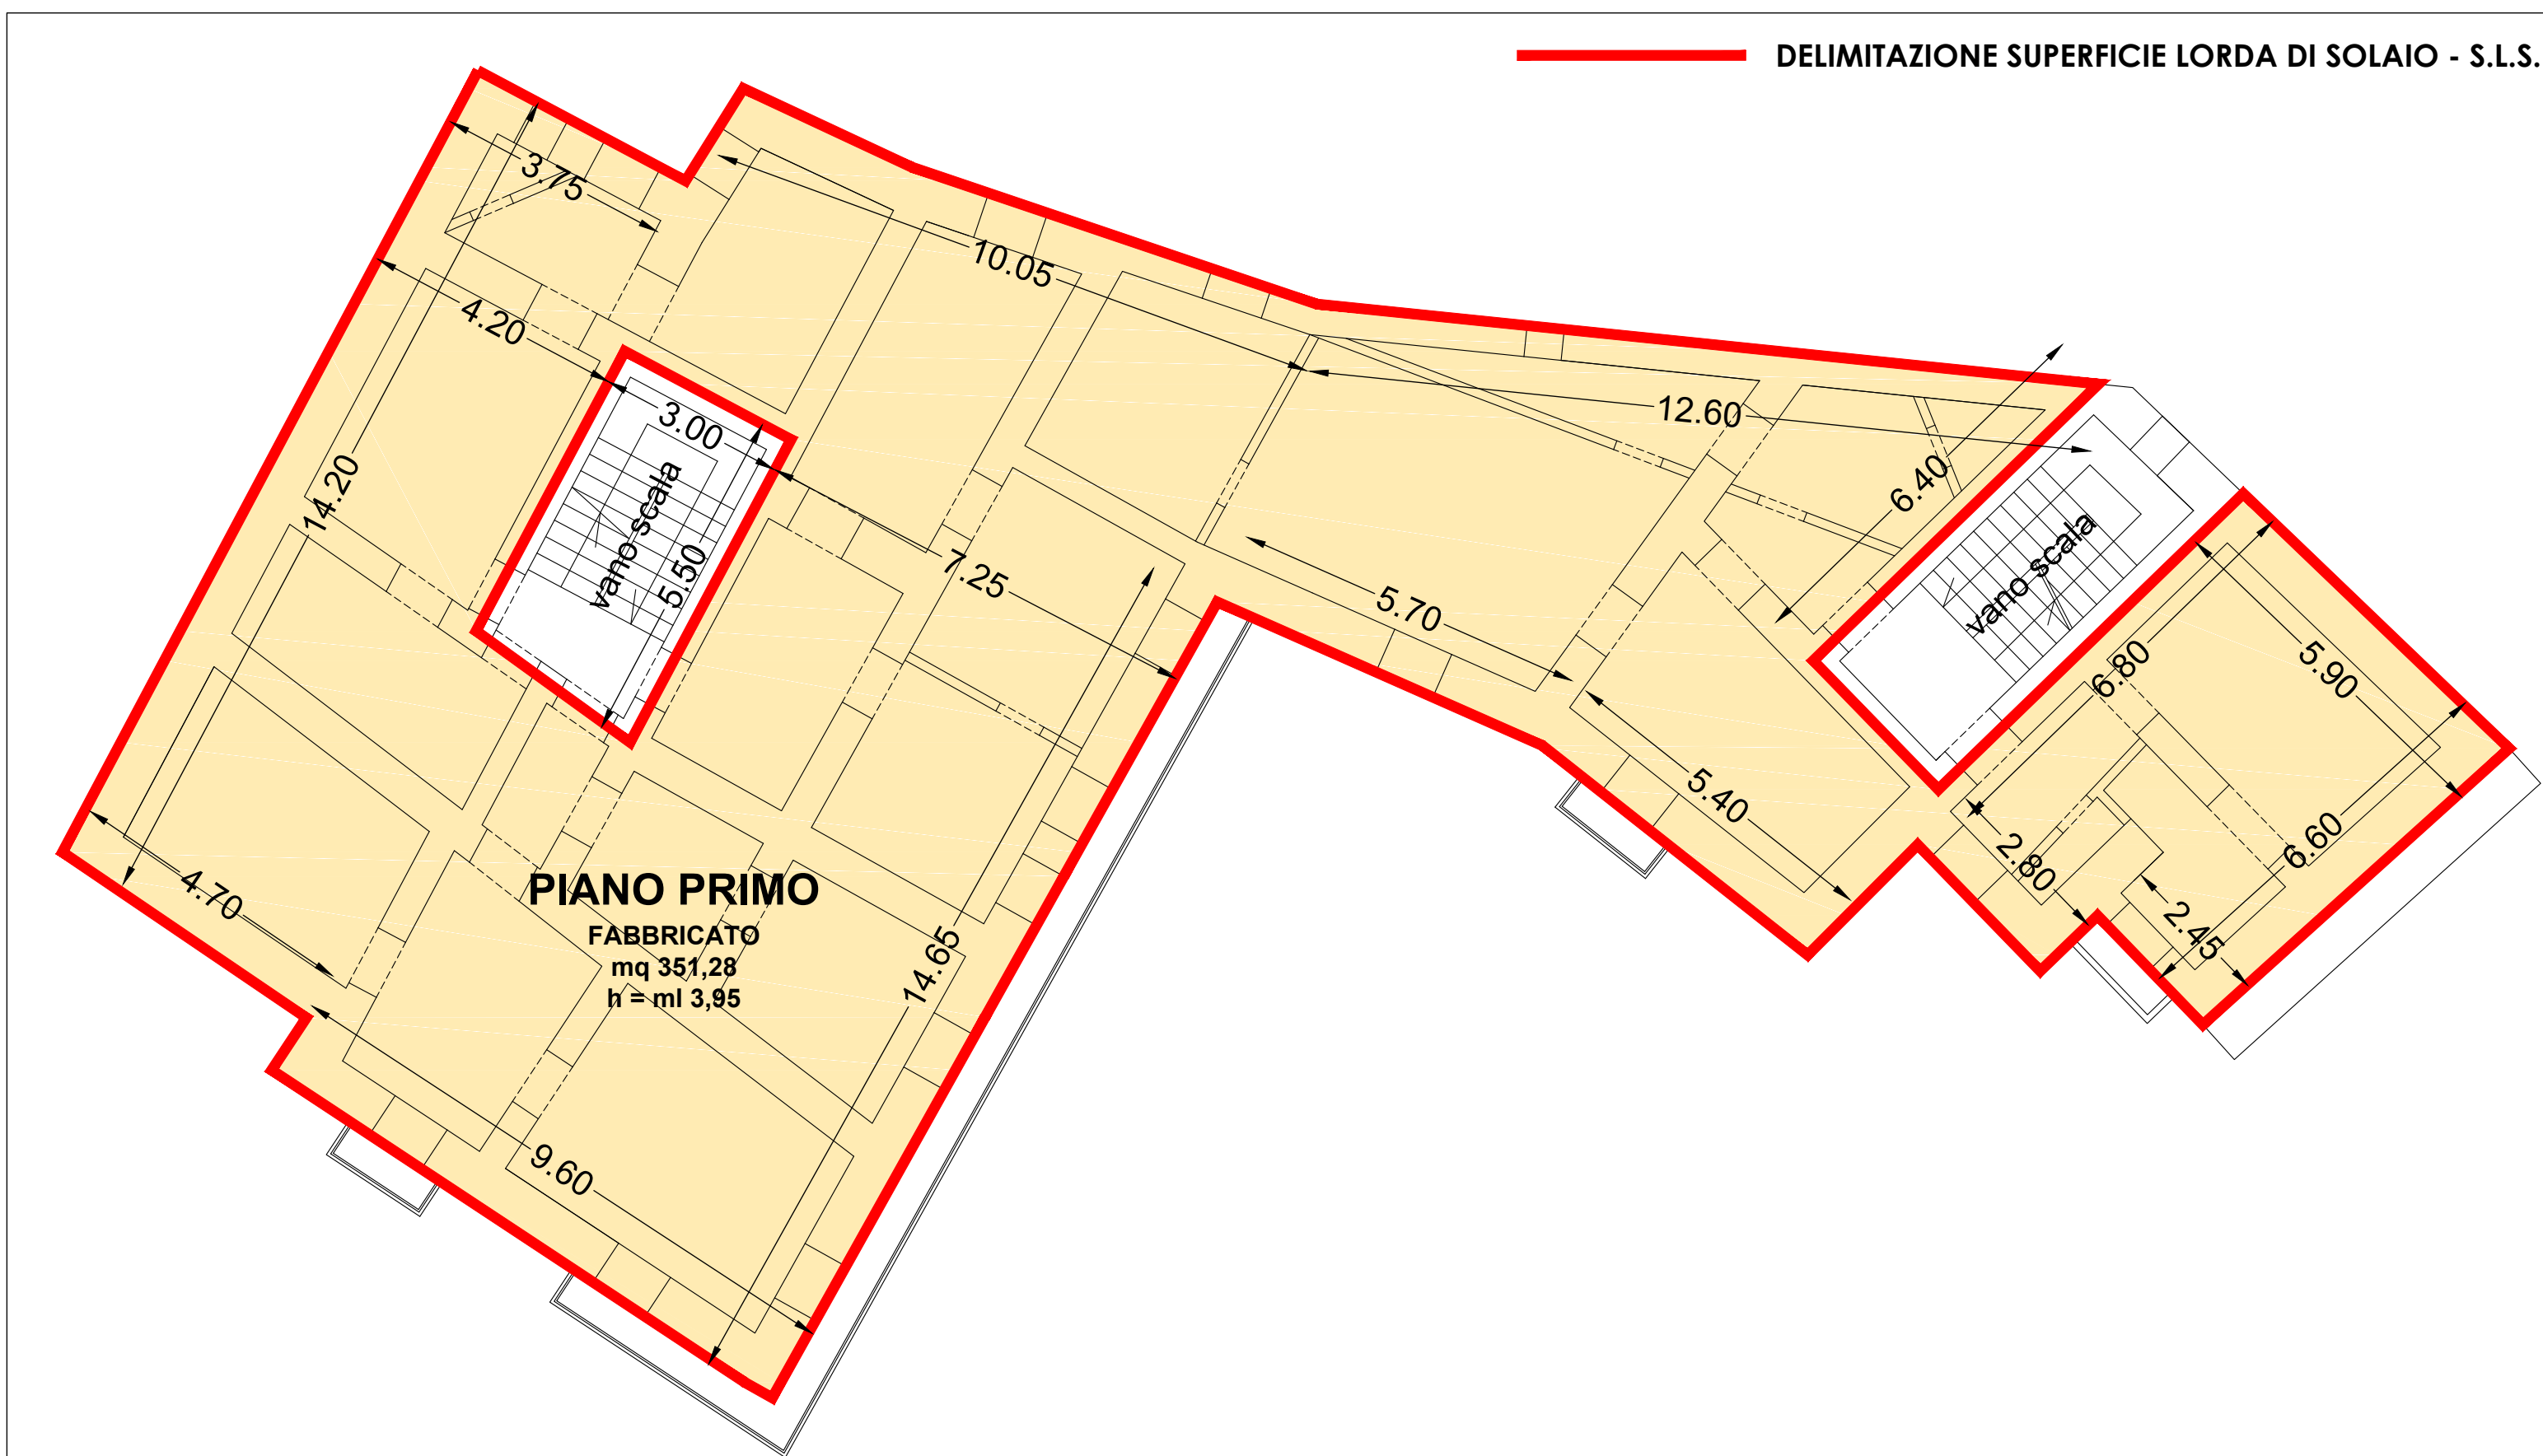 DELIMITAZIONE SUPERFICIE LORDA DI SOLAIO - S.L.S.
3.75
10.05
4.20
12.60
3.00
6.40
14.20
vano scala
5.50
7.25
5.70
vano scala
6.80
5.90
5.40
2.80
6.60
2.45
4.70
PIANO PRIMO
FABBRICATO
mq 351,28
h = ml 3,95
14.65
9.60